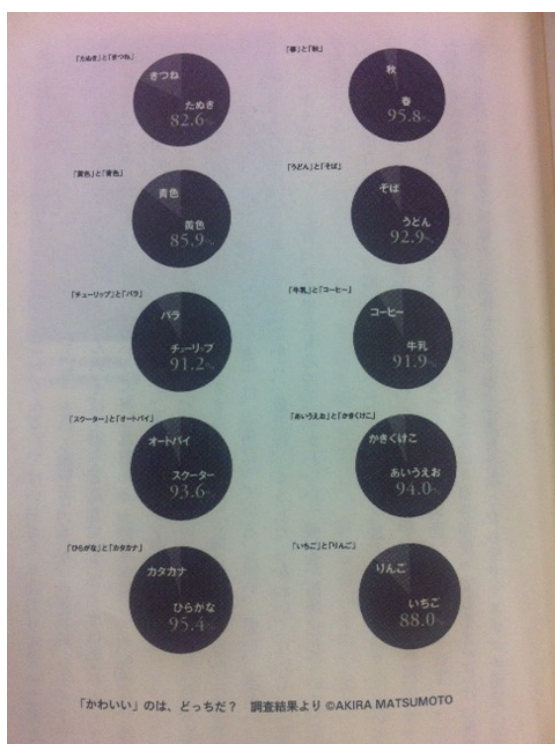 「たぬき」と「きつね」
きつね
たぬき
82.6%
「春」と「秋」
秋
春
95.8%
「黄色」と「青色」
青色
黄色
85.9%
「うどん」と「そば」
そば
うどん
92.9%
「チューリップ」と「バラ」
バラ
チューリップ
91.2%
「牛乳」と「コーヒー」
コーヒー
牛乳
91.9%
「スクーター」と「オートバイ」
オートバイ
スクーター
93.6%
「あいうえお」と「かきくけこ」
かきくけこ
あいうえお
94.0%
「ひらがな」と「カタカナ」
カタカナ
ひらがな
95.4%
「いちご」と「りんご」
りんご
いちご
88.0%
「かわいい」のは、どっちだ？ 調査結果より ©AKIRA MATSUMOTO